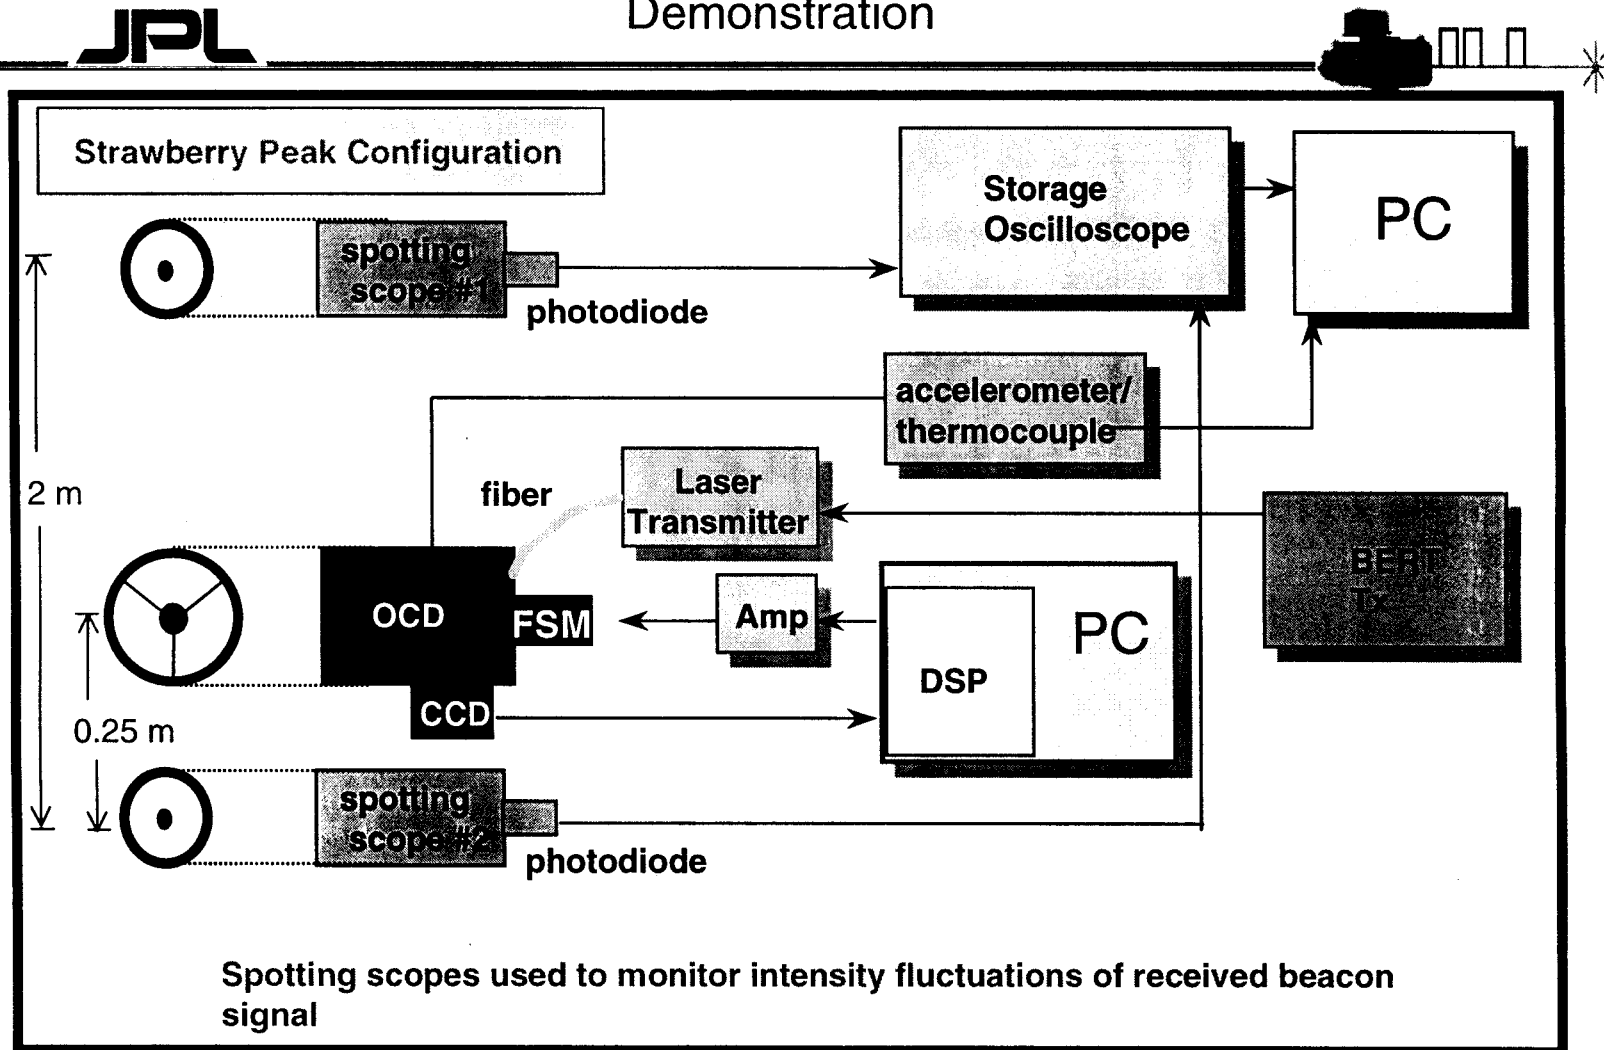 Demonstration
JPL
Strawberry Peak Configuration
Storage
Oscilloscope
PC
spotting
scope #1
photodiode
accelerometer/
thermocouple
2 m
fiber
Laser
Transmitter
BERT
Tx
OCD
FSM
Amp
PC
DSP
CCD
0.25 m
spotting
scope #2
photodiode
Spotting scopes used to monitor intensity fluctuations of received beacon
signal